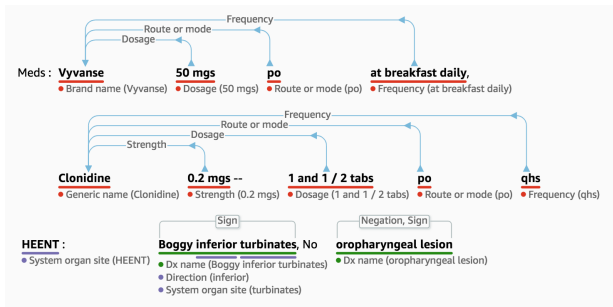 Frequency
Route or mode
Dosage
Meds : Vyvanse 50 mgs po at breakfast daily,
Brand name (Vyvanse) Dosage (50 mgs) Route or mode (po) Frequency (at breakfast daily)
Frequency
Route or mode
Dosage
Strength
Clonidine 0.2 mgs -- 1 and 1 / 2 tabs po qhs
Generic name (Clonidine) Strength (0.2 mgs) Dosage (1 and 1 / 2 tabs) Route or mode (po) Frequency (qhs)
Sign Negation, Sign
HEENT : Boggy inferior turbinates, No oropharyngeal lesion
System organ site (HEENT) Dx name (Boggy inferior turbinates) Dx name (oropharyngeal lesion)
Direction (inferior)
System organ site (turbinates)